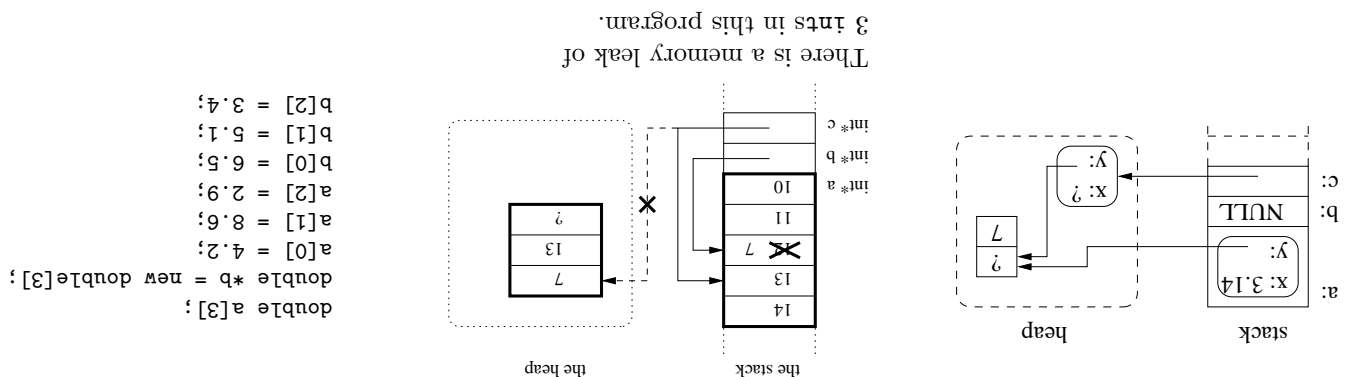 stack heap
a:
x: 3.14
y:
?
7
b: NULL
c:
x: ?
y:
the stack the heap
14
13 7
12 7 13
11 ?
int* a 10
int* b
int* c
There is a memory leak of
3 ints in this program.
double a[3];
double *b = new double[3];
a[0] = 4.2;
a[1] = 8.6;
a[2] = 2.9;
b[0] = 6.5;
b[1] = 5.1;
b[2] = 3.4;